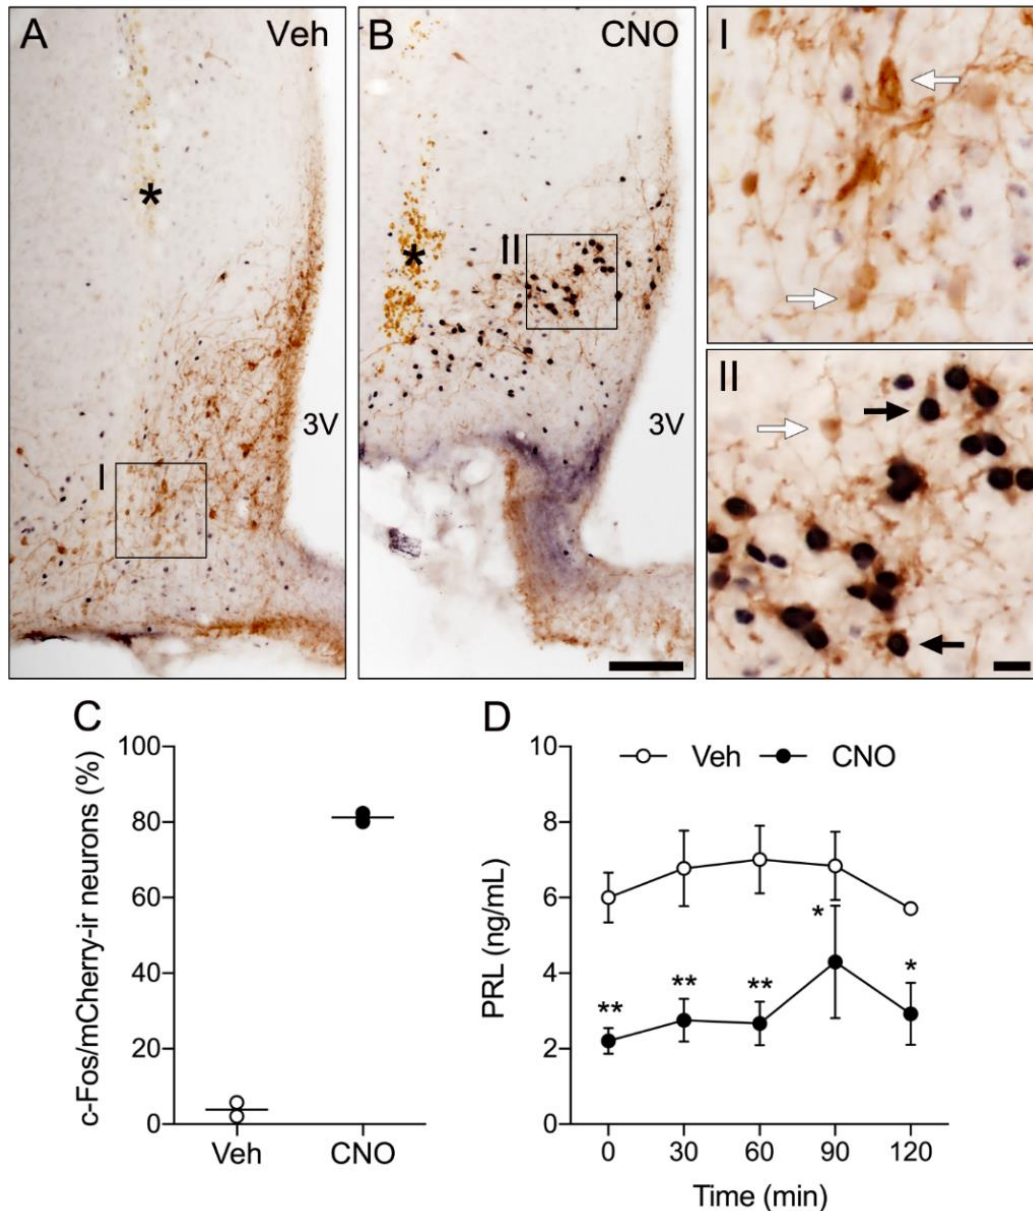 A Veh
B CNO
I
*
*
II
I
3V
3V
II
C
c-Fos/mCherry-ir neurons (%)
100
80
60
40
20
0
Veh CNO
D
Veh CNO
PRL (ng/mL)
10
8
6
4
2
0
** ** ** * *
0 30 60 90 120
Time (min)